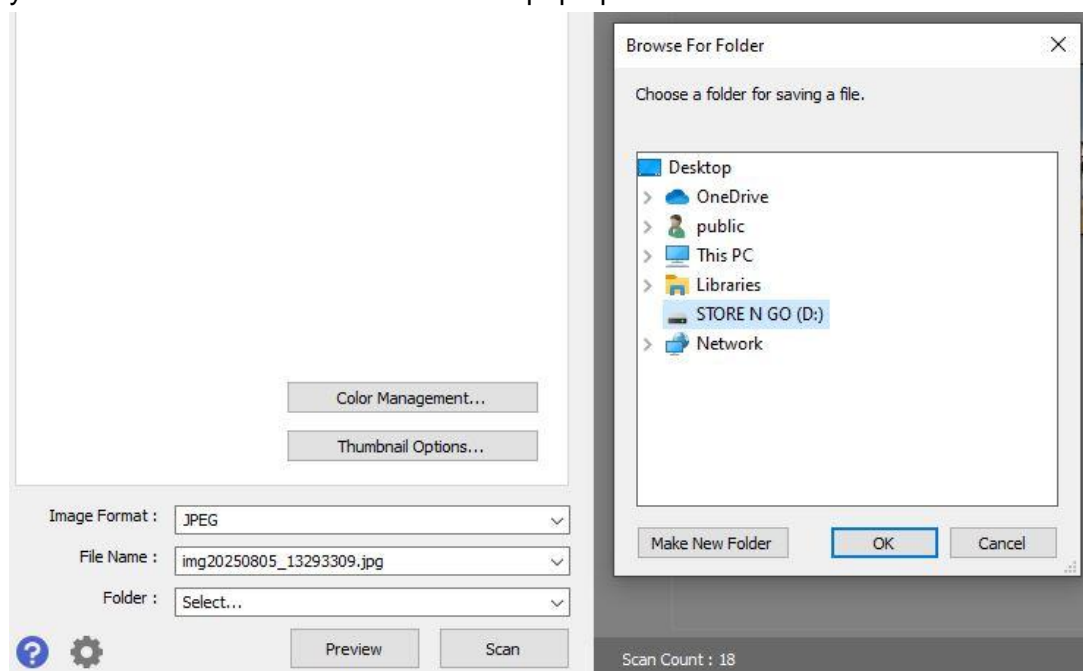 Browse For Folder
Choose a folder for saving a file.
Desktop
OneDrive
public
This PC
Libraries
STORE N GO (D:)
Network
Make New Folder
OK
Cancel
Color Management...
Thumbnail Options...
Image Format : JPEG
File Name : img20250805_13293309.jpg
Folder : Select...
?
Preview
Scan
Scan Count : 18